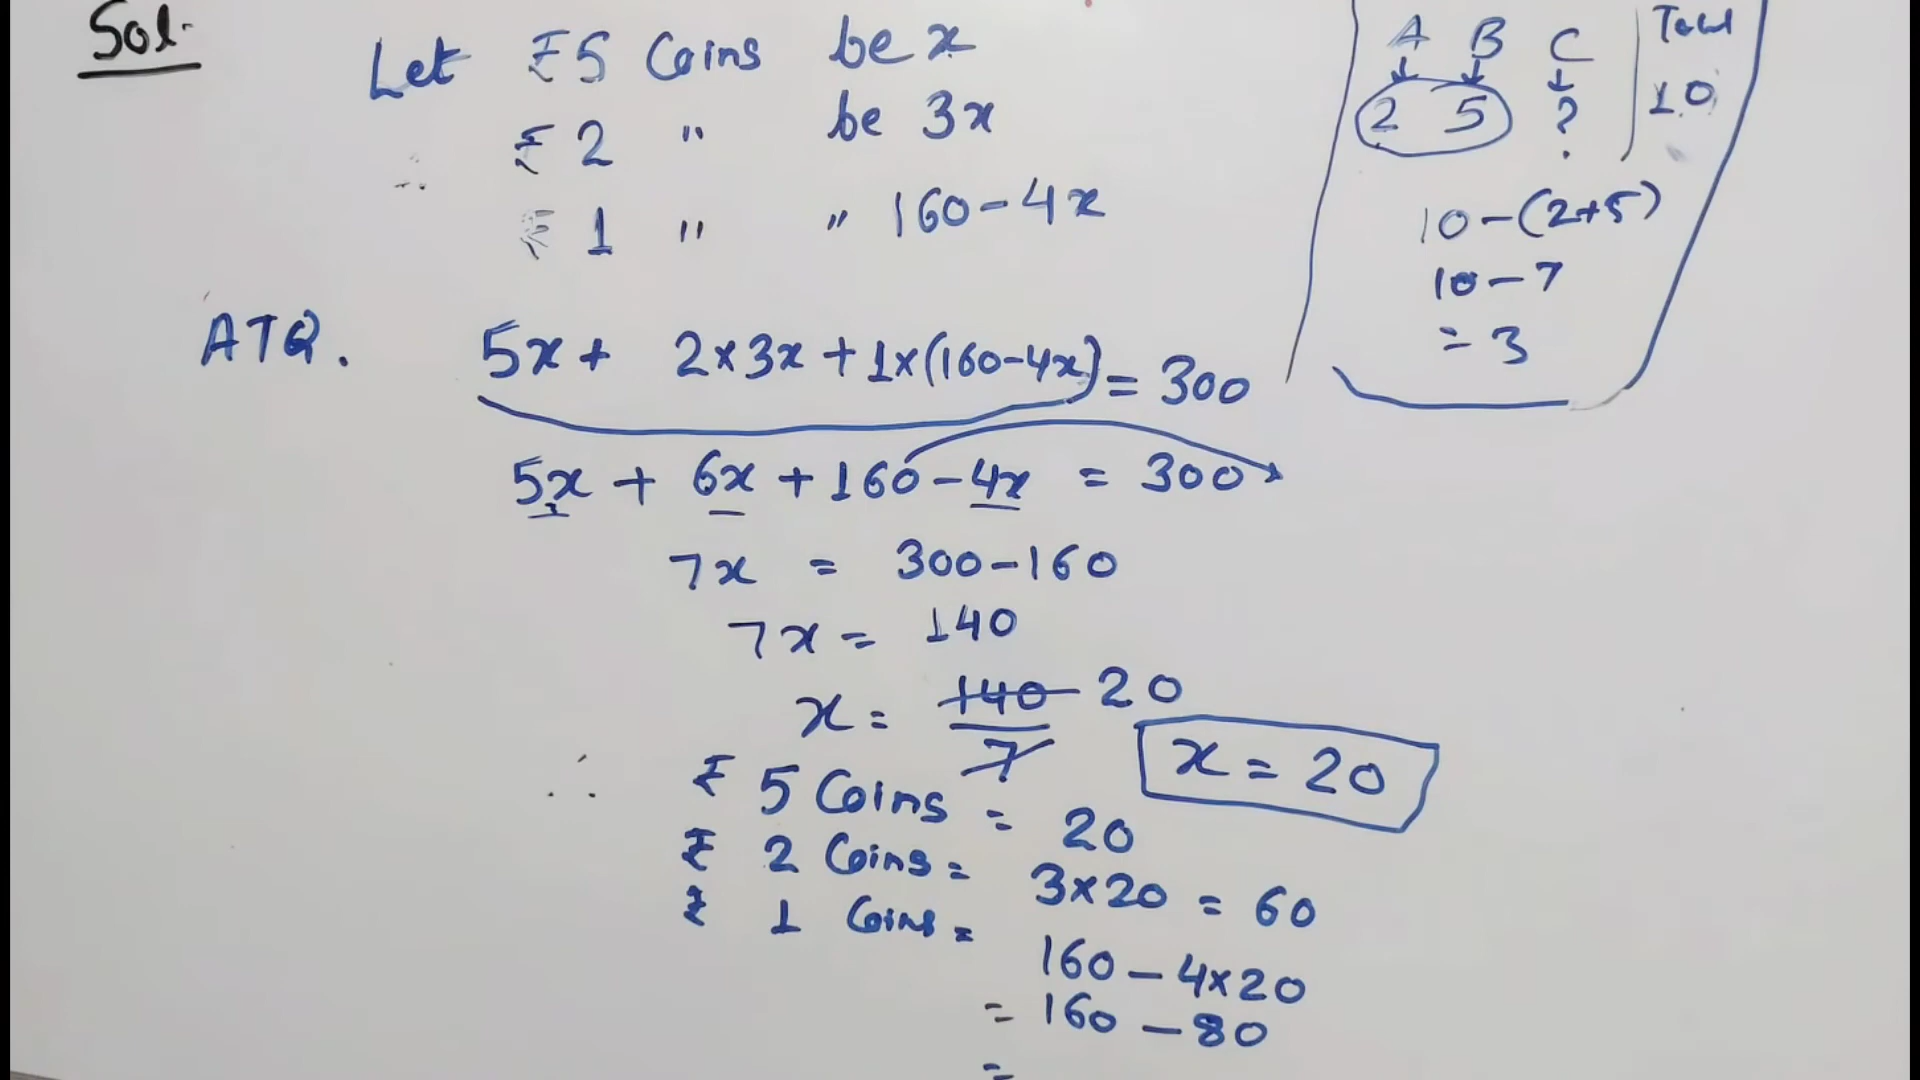 Sol.
Let ₹5 Coins be x
₹ 2 " be 3x
∴ ₹ 1 " " 160-4x
A B C Total
2 5 ? 10
10-(2+5)
10-7
= 3
ATQ. 5x + 2×3x + 1×(160-4x) = 300
5x + 6x + 160-4x = 300
7x = 300-160
7x = 140
x = 140/7 20
x = 20
∴ ₹ 5 Coins = 20
₹ 2 Coins = 3×20 = 60
₹ 1 Coins = 160-4×20
= 160-80
=